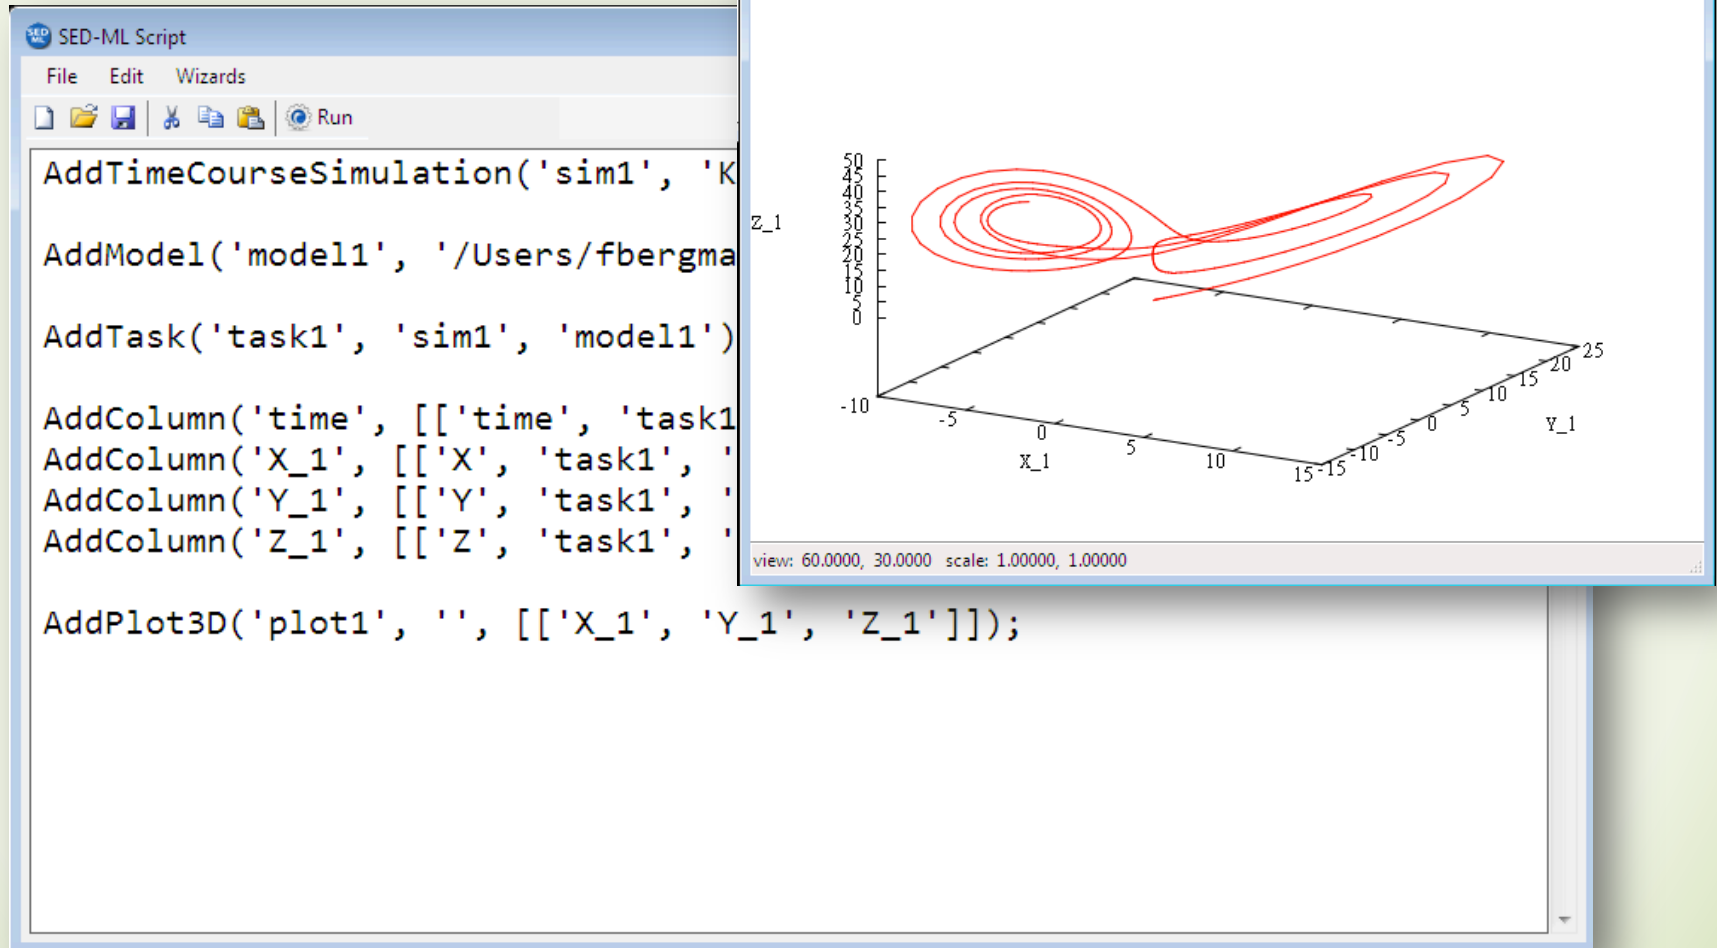 SED-ML Script
File Edit Wizards
Run
AddTimeCourseSimulation('sim1', 'K
AddModel('model1', '/Users/fbergma
AddTask('task1', 'sim1', 'model1')
AddColumn('time', [['time', 'task1
AddColumn('X_1', [['X', 'task1', '
AddColumn('Y_1', [['Y', 'task1', '
AddColumn('Z_1', [['Z', 'task1', '
AddPlot3D('plot1', '', [['X_1', 'Y_1', 'Z_1']]);
50
45
40
35
30
25
20
15
10
5
0
Z_1
-10
-5
0
5
10
15
X_1
-15
-10
-5
0
5
10
15
20
25
Y_1
view: 60.0000, 30.0000 scale: 1.00000, 1.00000